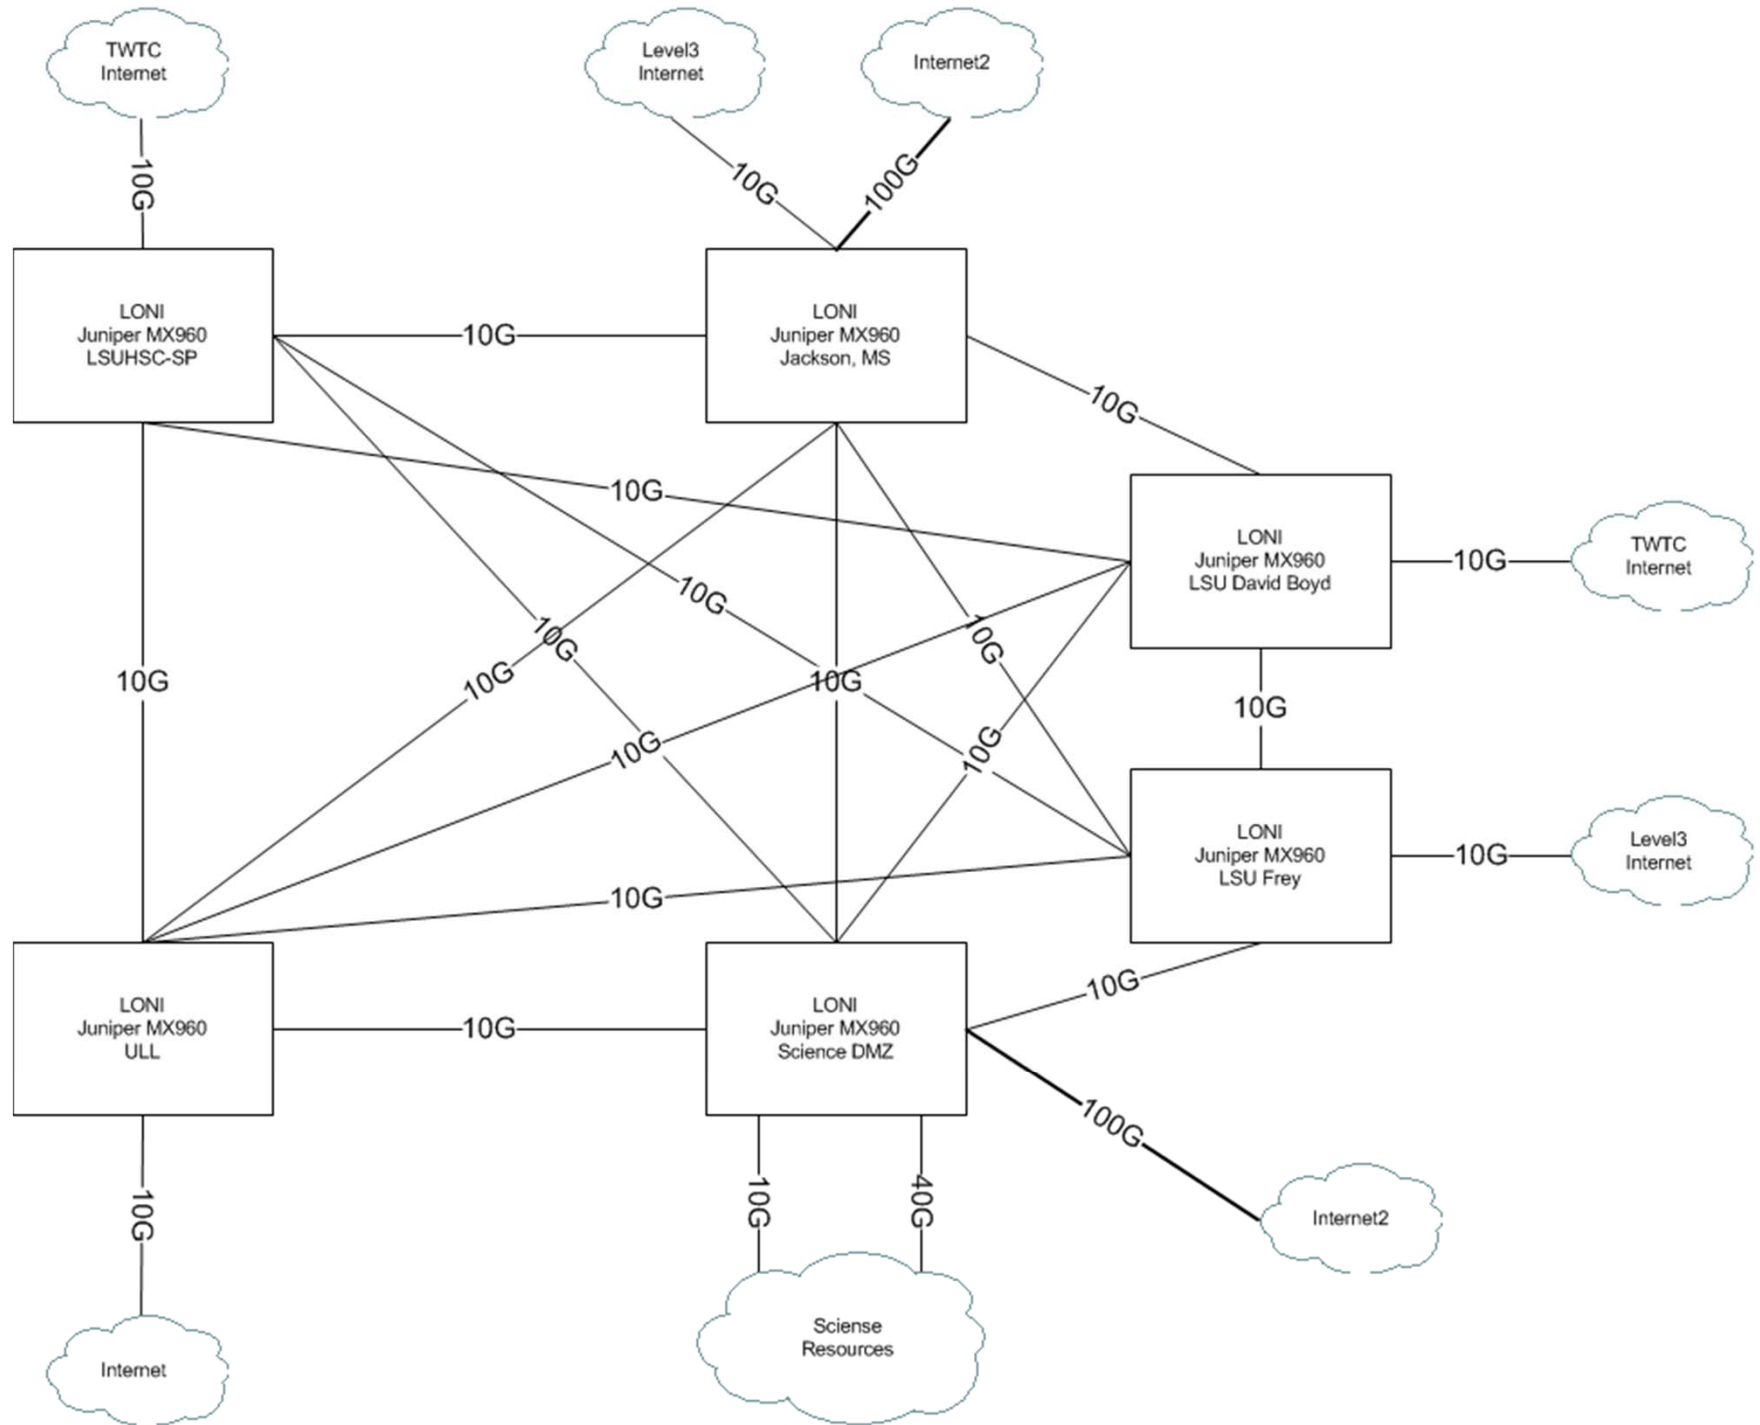 TWTC
Internet
Level3
Internet
Internet2
10G
10G
100G
LONI
Juniper MX960
LSUHSC-SP
10G
LONI
Juniper MX960
Jackson, MS
10G
10G
LONI
Juniper MX960
LSU David Boyd
10G
TWTC
Internet
10G
10G
10G
10G
10G
10G
10G
10G
10G
10G
LONI
Juniper MX960
LSU Frey
10G
Level3
Internet
10G
10G
LONI
Juniper MX960
ULL
10G
LONI
Juniper MX960
Science DMZ
100G
10G
10G
40G
Internet2
Sciense
Resources
Internet